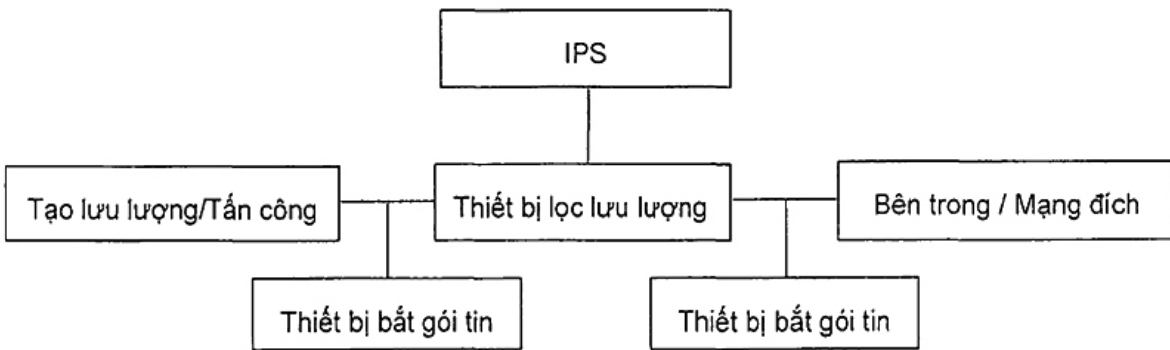 IPS
Tạo lưu lượng/Tấn công
Thiết bị lọc lưu lượng
Bên trong / Mạng đích
Thiết bị bắt gói tin
Thiết bị bắt gói tin